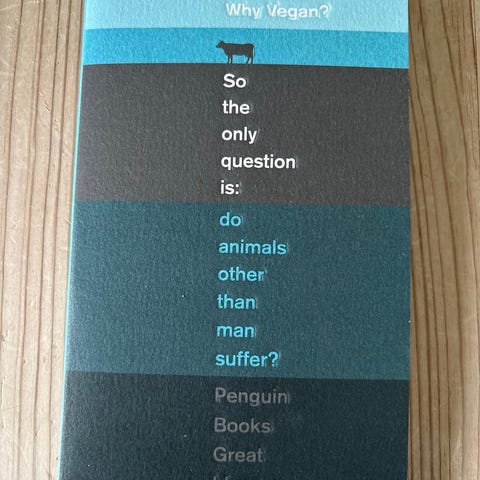 Why Vegan?
So
the
only
question
is:
do
animals
other
than
man
suffer?
Penguin
Books
Great